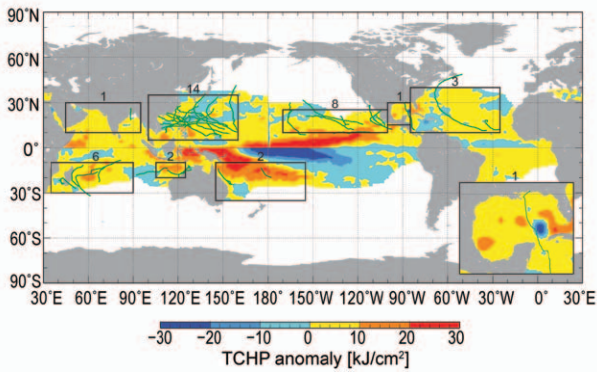 90°N
60°N
30°N
0°
30°S
60°S
90°S
1
14
8
1
3
6
2
2
1
30°E 60°E 90°E 120°E 150°E 180° 150°W 120°W 90°W 60°W 30°W 0° 30°E
−30 −20 −10 0 10 20 30
TCHP anomaly [kJ/cm²]